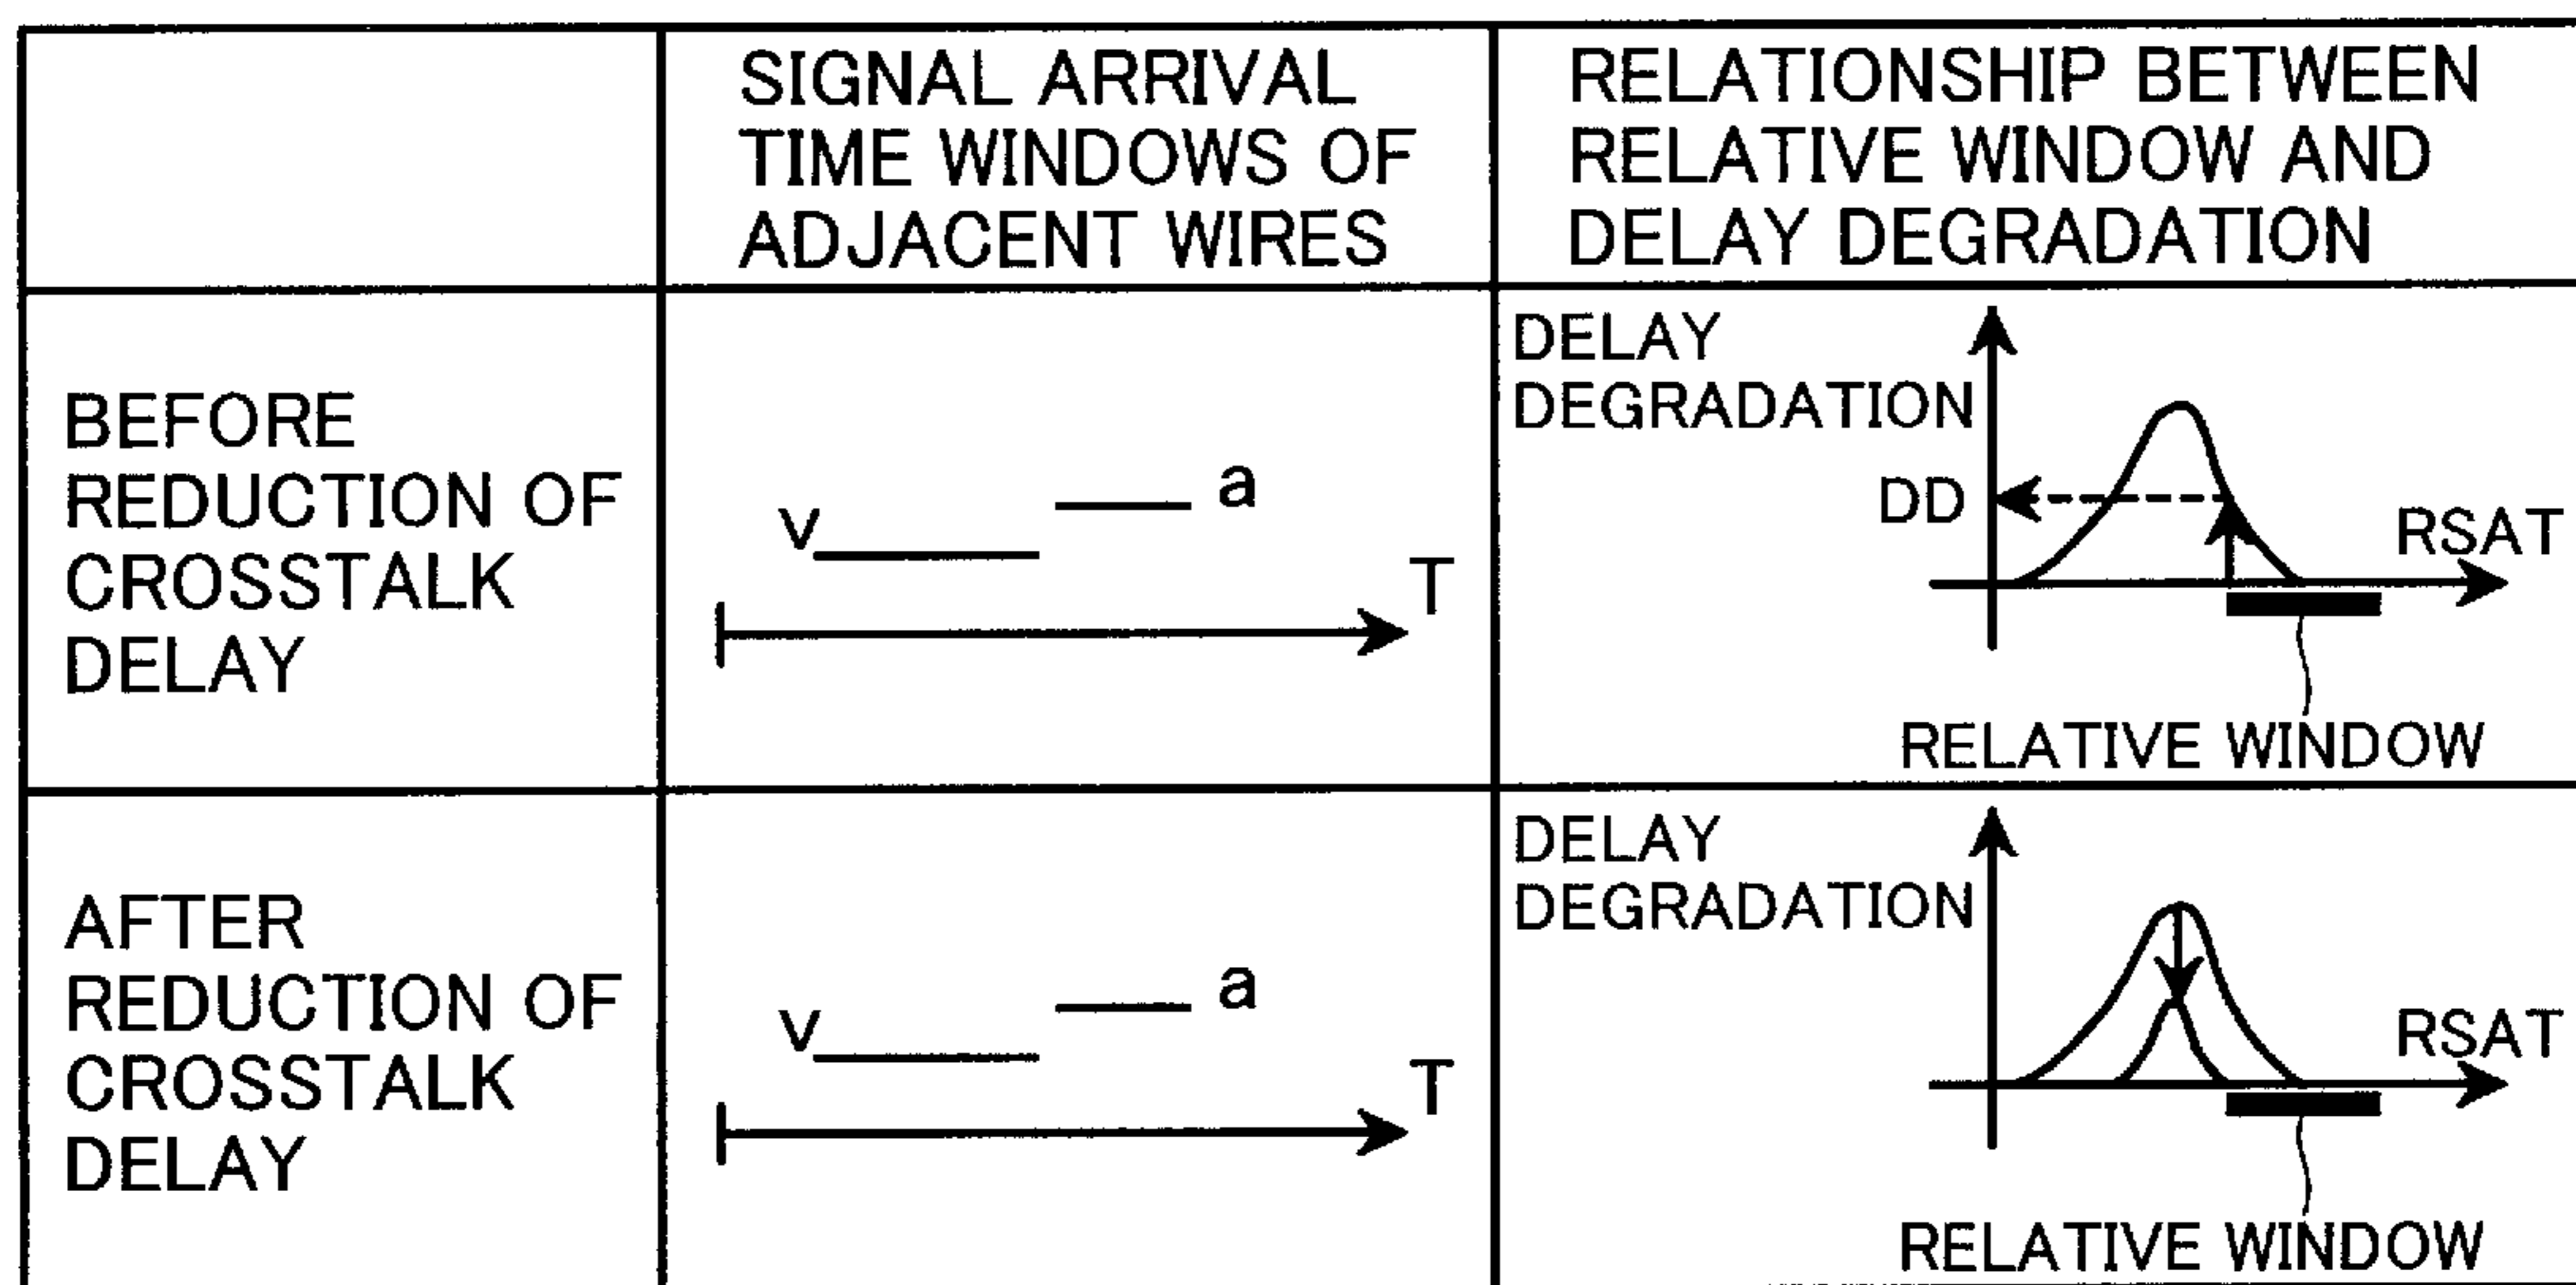 SIGNAL ARRIVAL
TIME WINDOWS OF
ADJACENT WIRES
RELATIONSHIP BETWEEN
RELATIVE WINDOW AND
DELAY DEGRADATION
BEFORE
REDUCTION OF
CROSSTALK
DELAY
v
a
T
DELAY
DEGRADATION
DD
RSAT
RELATIVE WINDOW
AFTER
REDUCTION OF
CROSSTALK
DELAY
v
a
T
DELAY
DEGRADATION
RSAT
RELATIVE WINDOW